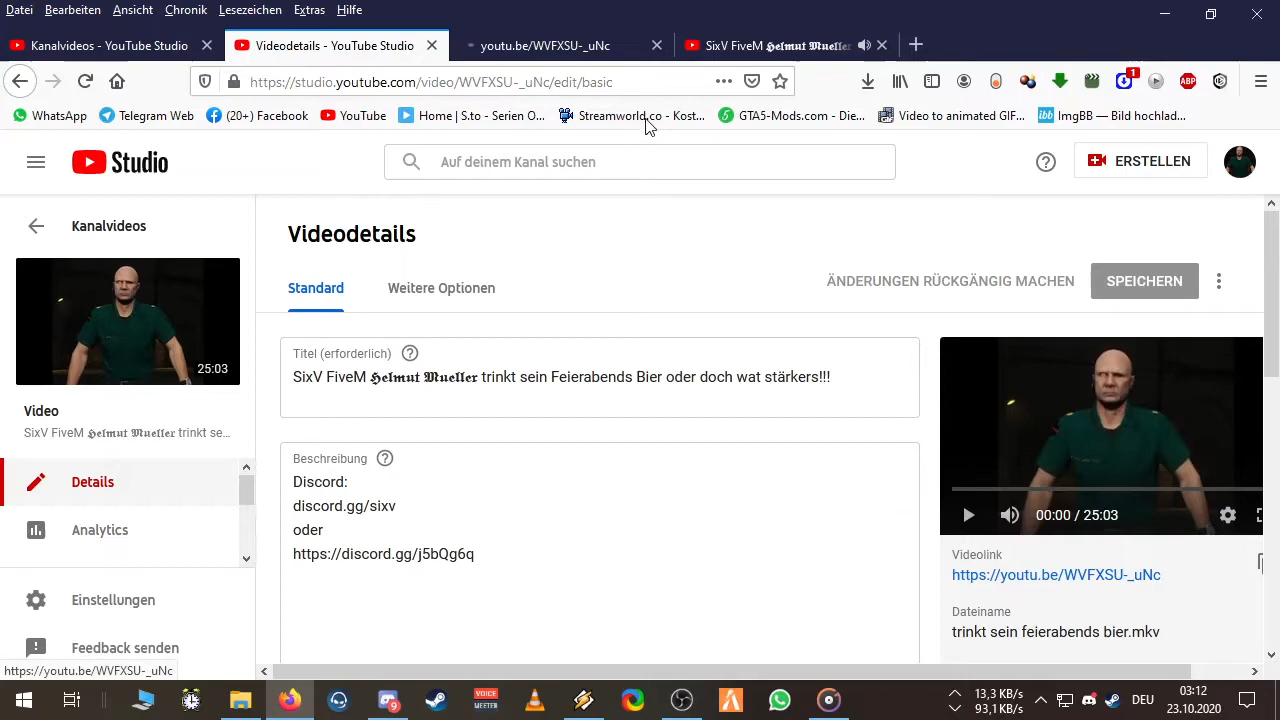 Datei Bearbeiten Ansicht Chronik Lesezeichen Extras Hilfe
Kanalvideos - YouTube Studio
Videodetails - YouTube Studio
youtu.be/WVFXSU-_uNc
SixV FiveM 𝕳𝖊𝖑𝖒𝖚𝖙 𝕸𝖚𝖊𝖑𝖑𝖊𝖗
https://studio.youtube.com/video/WVFXSU-_uNc/edit/basic
1
ABP
WhatsApp
Telegram Web
(20+) Facebook
YouTube
Home | S.to - Serien O...
Streamworld.co - Kost...
GTA5-Mods.com - Die...
Video to animated GIF...
ibb
ImgBB — Bild hochlad...
Studio
Auf deinem Kanal suchen
ERSTELLEN
Kanalvideos
25:03
Video
SixV FiveM 𝕳𝖊𝖑𝖒𝖚𝖙 𝕸𝖚𝖊𝖑𝖑𝖊𝖗 trinkt se...
Details
Analytics
Einstellungen
Feedback senden
https://youtu.be/WVFXSU-_uNc
Videodetails
Standard
Weitere Optionen
ÄNDERUNGEN RÜCKGÄNGIG MACHEN
SPEICHERN
Titel (erforderlich)
SixV FiveM 𝕳𝖊𝖑𝖒𝖚𝖙 𝕸𝖚𝖊𝖑𝖑𝖊𝖗 trinkt sein Feierabends Bier oder doch wat stärkers!!!
Beschreibung
Discord:
discord.gg/sixv
oder
https://discord.gg/j5bQg6q
00:00 / 25:03
Videolink
https://youtu.be/WVFXSU-_uNc
Dateiname
trinkt sein feierabends bier.mkv
9
VOICE
MEETER
13,3 KB/s
93,1 KB/s
DEU
03:12
23.10.2020